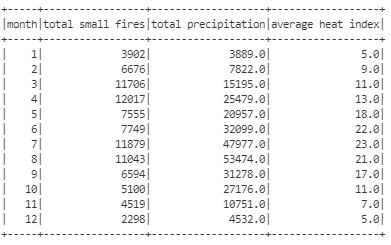 +-----+-----------------+-------------------+------------------+
|month|total small fires|total precipitation|average heat index|
+-----+-----------------+-------------------+------------------+
|    1|             3902|             3889.0|               5.0|
|    2|             6676|             7822.0|               9.0|
|    3|            11706|            15195.0|              11.0|
|    4|            12017|            25479.0|              13.0|
|    5|             7555|            20957.0|              18.0|
|    6|             7749|            32099.0|              22.0|
|    7|            11879|            47977.0|              23.0|
|    8|            11043|            53474.0|              21.0|
|    9|             6594|            31278.0|              17.0|
|   10|             5100|            27176.0|              11.0|
|   11|             4519|            10751.0|               7.0|
|   12|             2298|             4532.0|               5.0|
+-----+-----------------+-------------------+------------------+